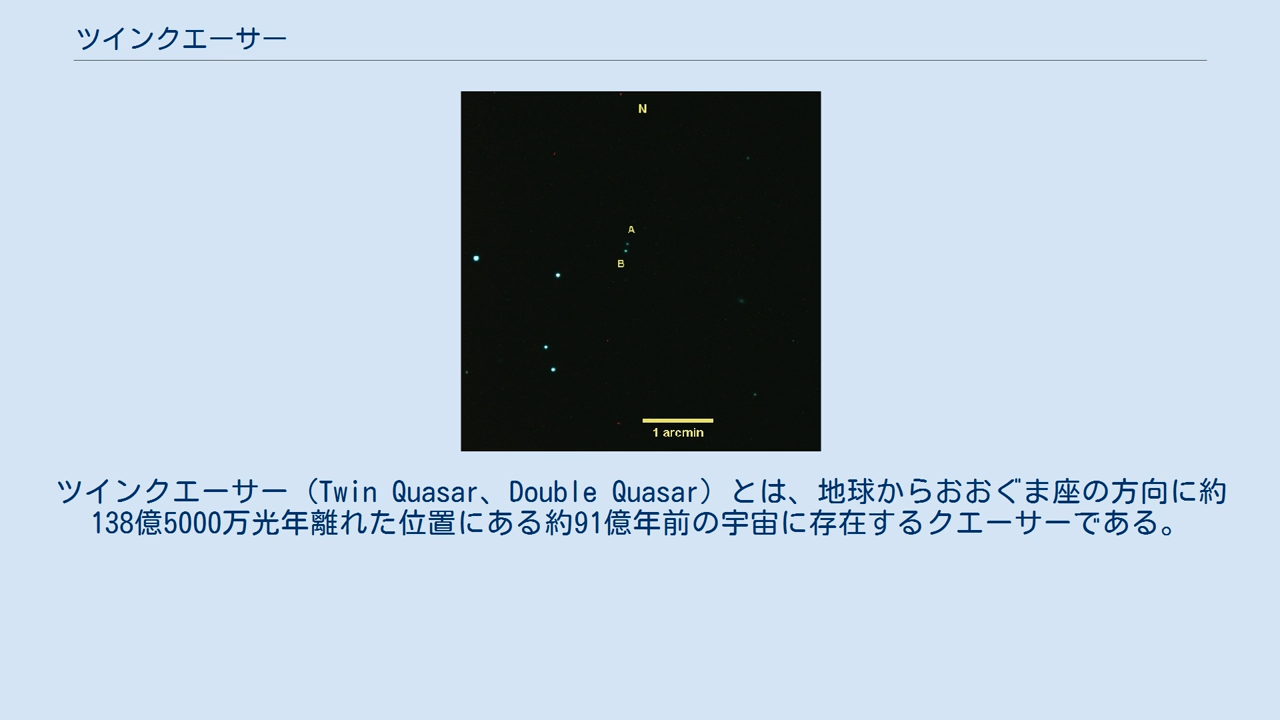 ツインクエーサー
N
A
B
1 arcmin
ツインクエーサー（Twin Quasar、Double Quasar）とは、地球からおおぐま座の方向に約
138億5000万光年離れた位置にある約91億年前の宇宙に存在するクエーサーである。